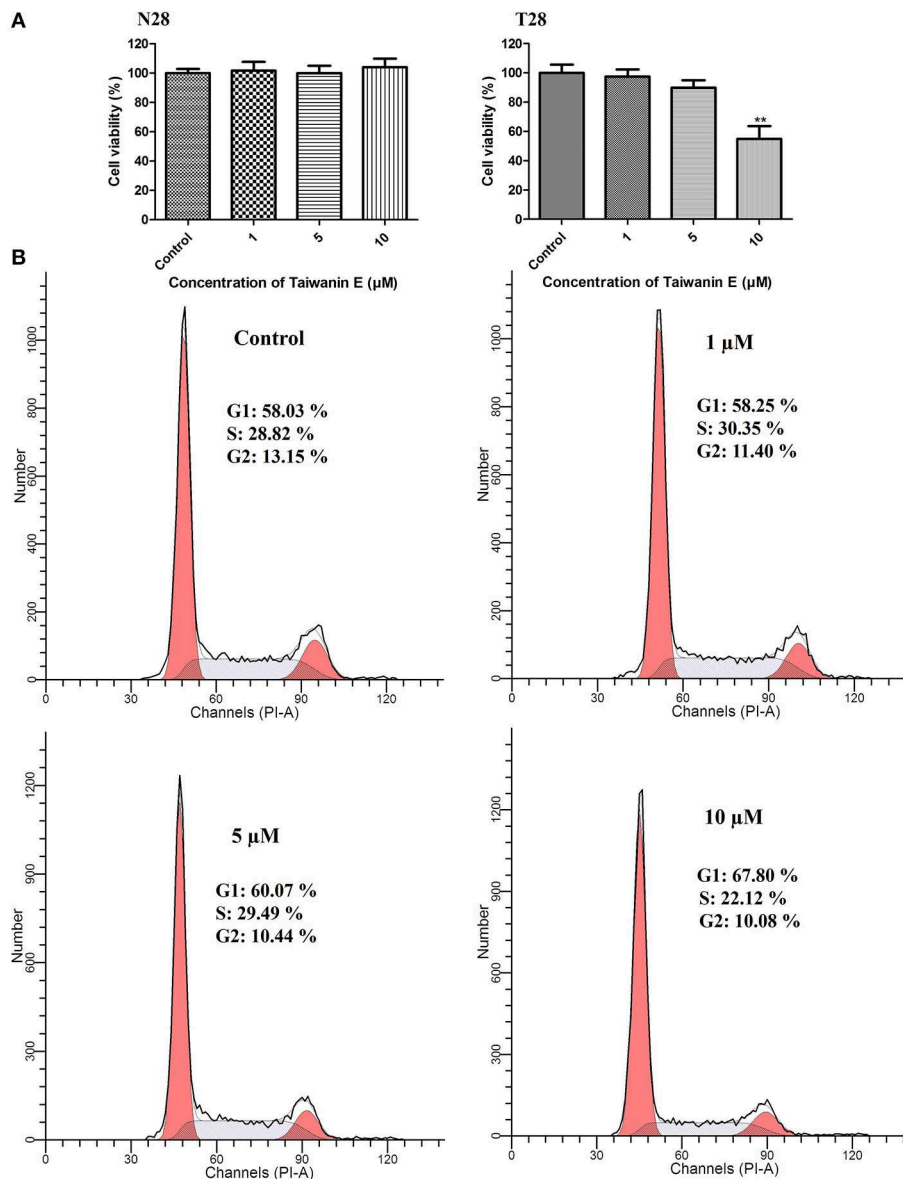 A
N28
T28
Cell viability (%)
120
100
80
60
40
20
0
Control
1
5
10
Concentration of Taiwanin E (µM)
Cell viability (%)
120
100
80
60
40
20
0
**
Control
1
5
10
Concentration of Taiwanin E (µM)
B
Control
G1: 58.03 %
S: 28.82 %
G2: 13.15 %
Number
1000
800
600
400
200
0
0 30 60 90 120
Channels (PI-A)
1 µM
G1: 58.25 %
S: 30.35 %
G2: 11.40 %
Number
1000
800
600
400
200
0
0 30 60 90 120
Channels (PI-A)
5 µM
G1: 60.07 %
S: 29.49 %
G2: 10.44 %
Number
1200
900
600
300
0
0 30 60 90 120
Channels (PI-A)
10 µM
G1: 67.80 %
S: 22.12 %
G2: 10.08 %
Number
1200
900
600
300
0
0 30 60 90 120
Channels (PI-A)